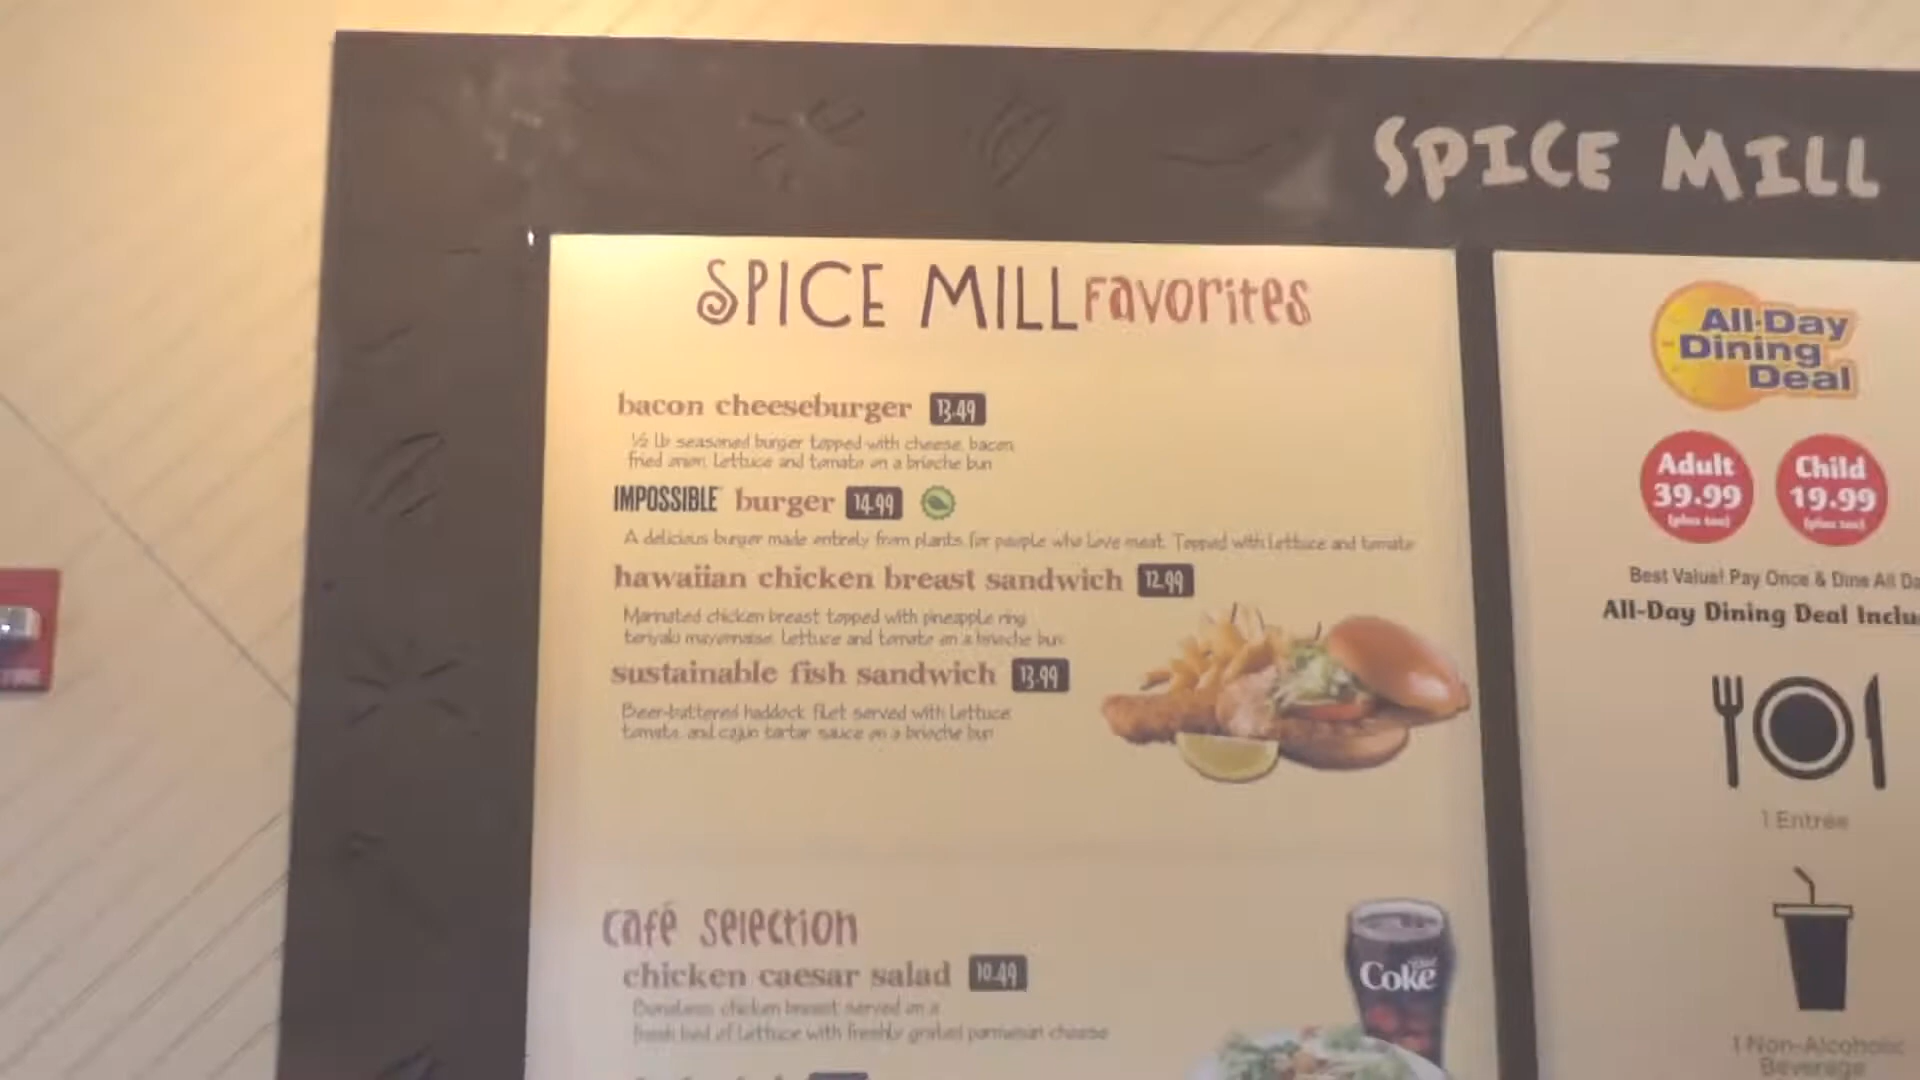 SPICE MILL
SPICE MILL Favorites
bacon cheeseburger 13.49
1/2 lb seasoned burger topped with cheese, bacon
fried onion, lettuce and tomato on a brioche bun
IMPOSSIBLE burger 14.99
A delicious burger made entirely from plants for people who love meat. Topped with lettuce and tomato
hawaiian chicken breast sandwich 12.99
Marinated chicken breast topped with pineapple ring
teriyaki mayonnaise, lettuce and tomato on a brioche bun
sustainable fish sandwich 13.99
Beer-battered haddock filet served with lettuce
tomato, and cajun tartar sauce on a brioche bun
café selection
chicken caesar salad 10.49
Boneless chicken breast served on a
fresh bed of lettuce with freshly grated parmesan cheese
Coke
All-Day
Dining
Deal
Adult
39.99
(plus tax)
Child
19.99
(plus tax)
Best Value! Pay Once & Dine All Da
All-Day Dining Deal Inclu
1 Entrée
1 Non-Alcoholic
Beverage